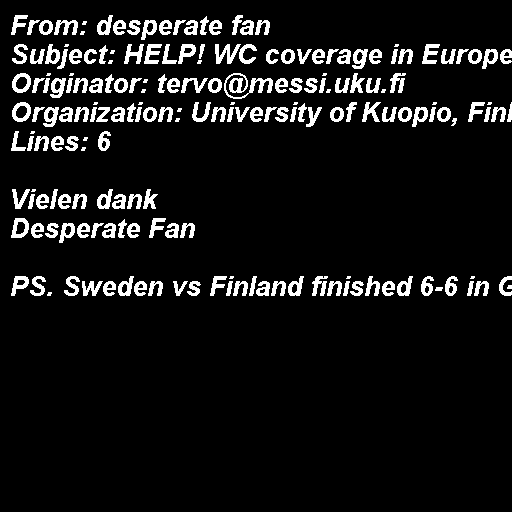 From: desperate fan
Subject: HELP! WC coverage in Europe
Originator: tervo@messi.uku.fi
Organization: University of Kuopio, Finl
Lines: 6

Vielen dank
Desperate Fan

PS. Sweden vs Finland finished 6-6 in G